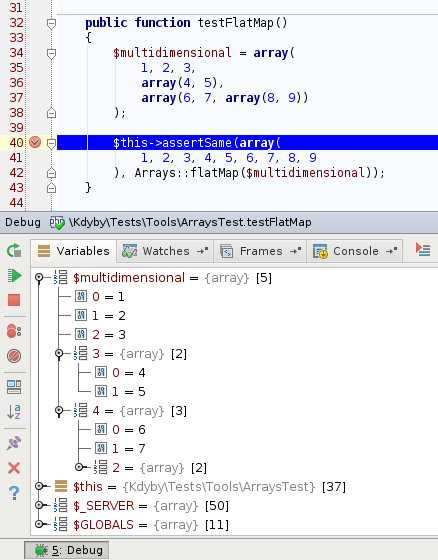 31
32 public function testFlatMap()
33 {
34 $multidimensional = array(
35 1, 2, 3,
36 array(4, 5),
37 array(6, 7, array(8, 9))
38 );
39
40 $this->assertSame(array(
41 1, 2, 3, 4, 5, 6, 7, 8, 9
42 ), Arrays::flatMap($multidimensional));
43 }
44
Debug \Kdyby\Tests\Tools\ArraysTest.testFlatMap
Variables Watches Frames Console
$multidimensional = {array} [5]
0 = 1
1 = 2
2 = 3
3 = {array} [2]
0 = 4
1 = 5
4 = {array} [3]
0 = 6
1 = 7
2 = {array} [2]
$this = {Kdyby\Tests\Tools\ArraysTest} [37]
$_SERVER = {array} [50]
$GLOBALS = {array} [11]
5: Debug